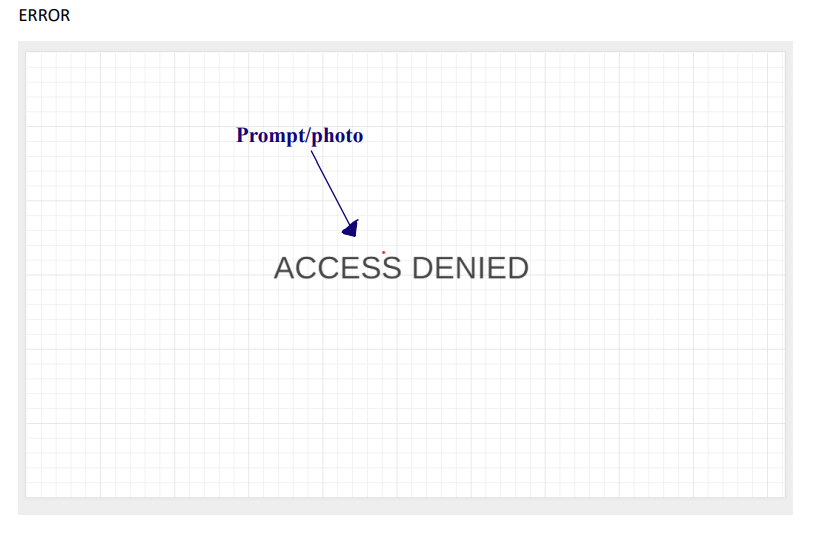 ERROR
Prompt/photo
ACCESS DENIED